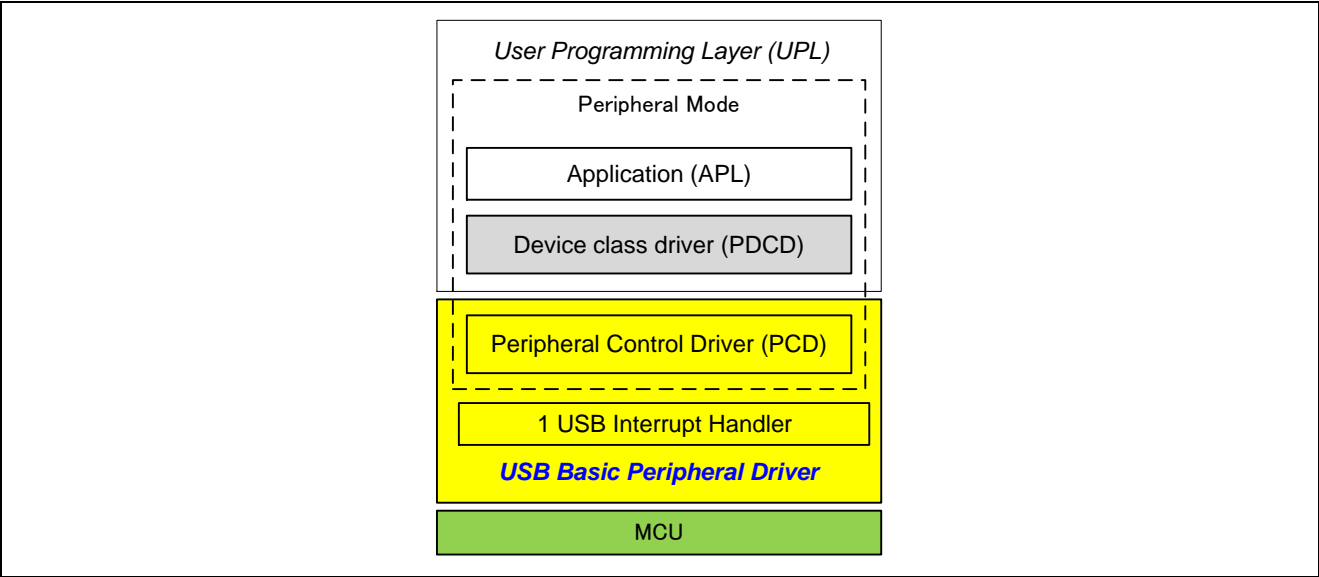 User Programming Layer (UPL)
Peripheral Mode
Application (APL)
Device class driver (PDCD)
Peripheral Control Driver (PCD)
1 USB Interrupt Handler
USB Basic Peripheral Driver
MCU